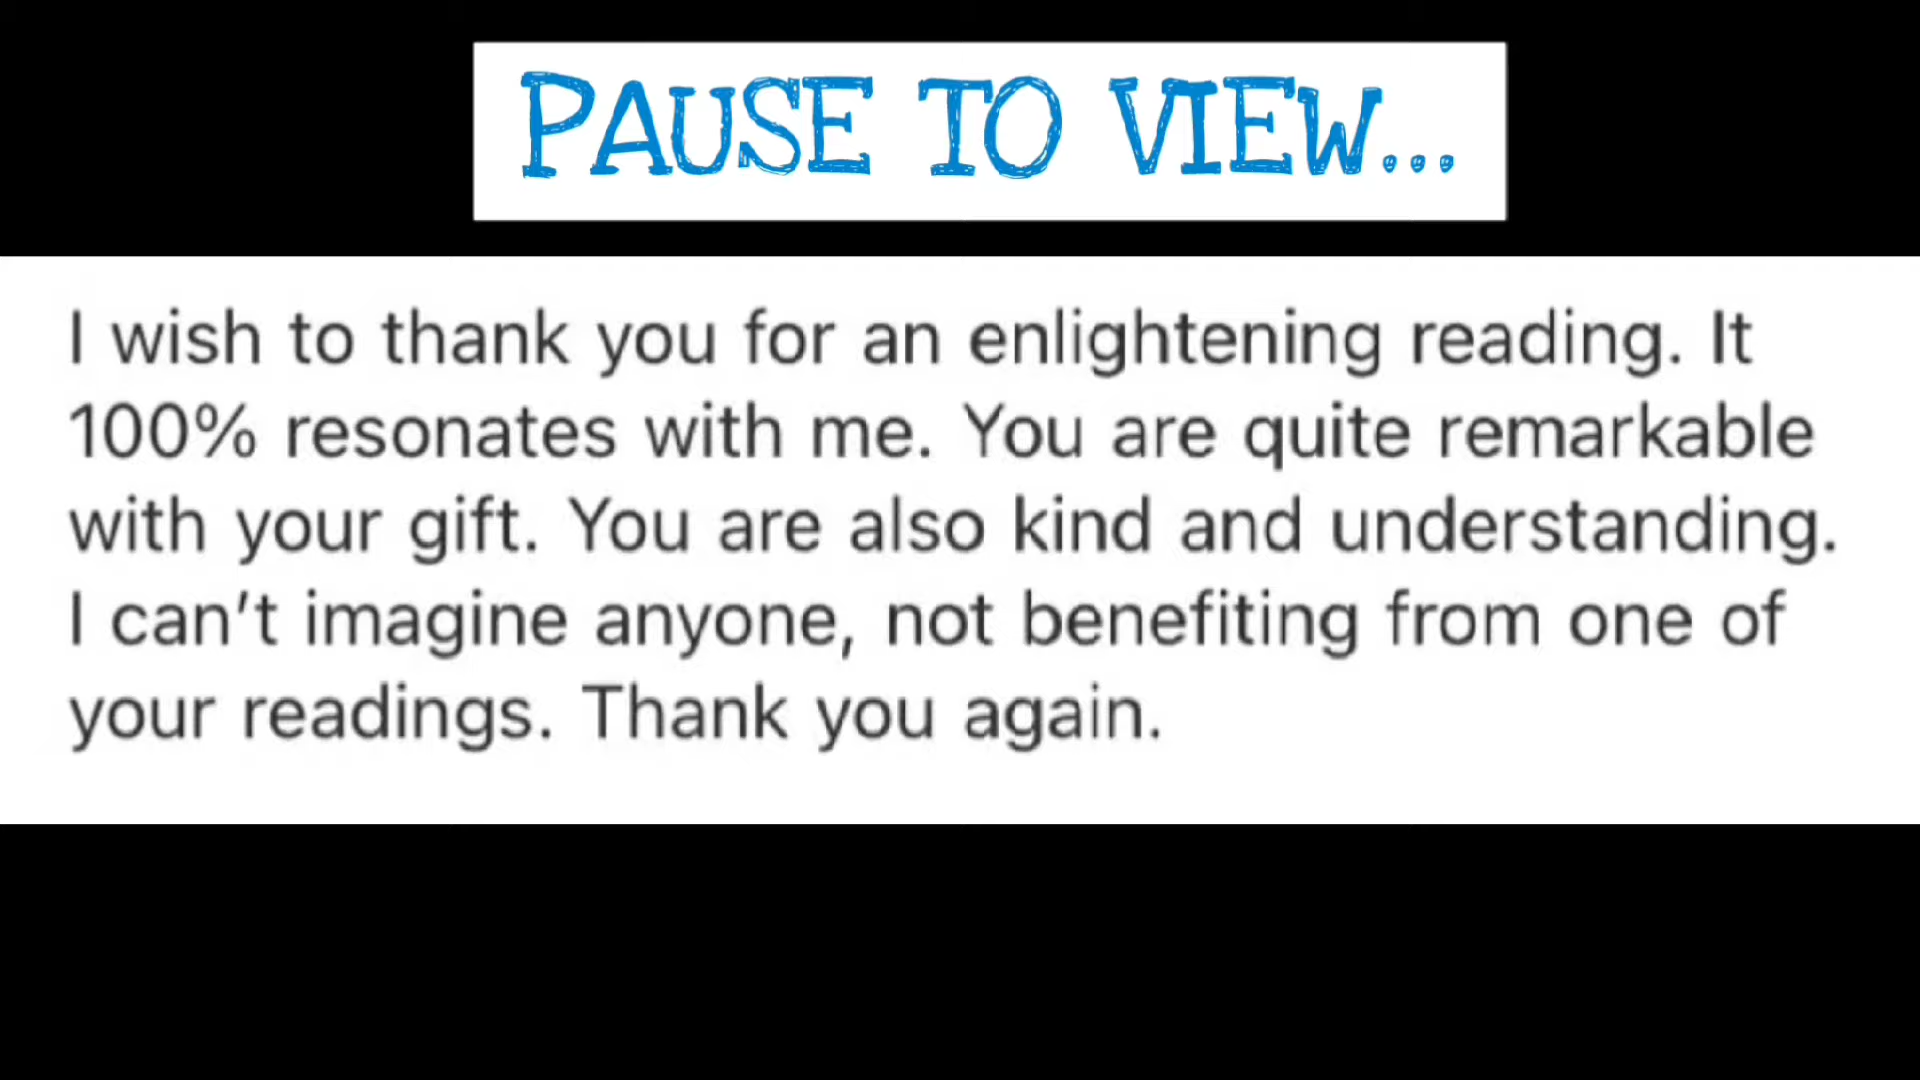 PAUSE TO VIEW...
I wish to thank you for an enlightening reading. It
100% resonates with me. You are quite remarkable
with your gift. You are also kind and understanding.
I can't imagine anyone, not benefiting from one of
your readings. Thank you again.